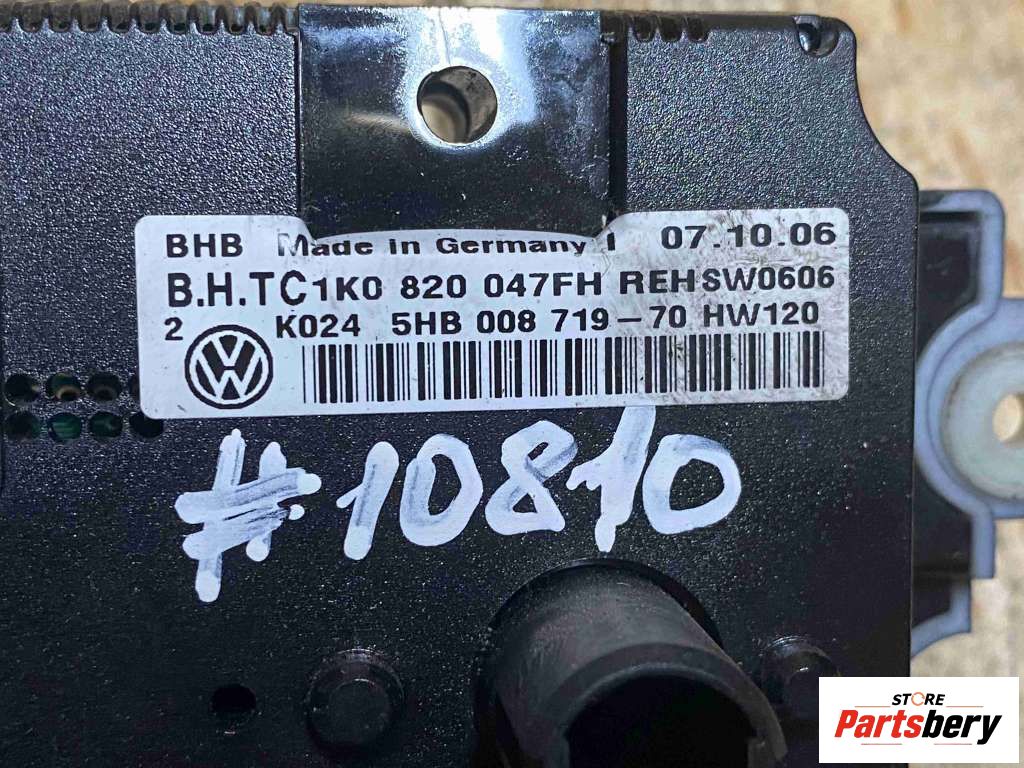 BHB Made in Germany 1 07.10.06
B.H.TC 1K0 820 047FH REH SW0606
2 K024 5HB 008 719-70 HW120
#10810
STORE
Partsbery